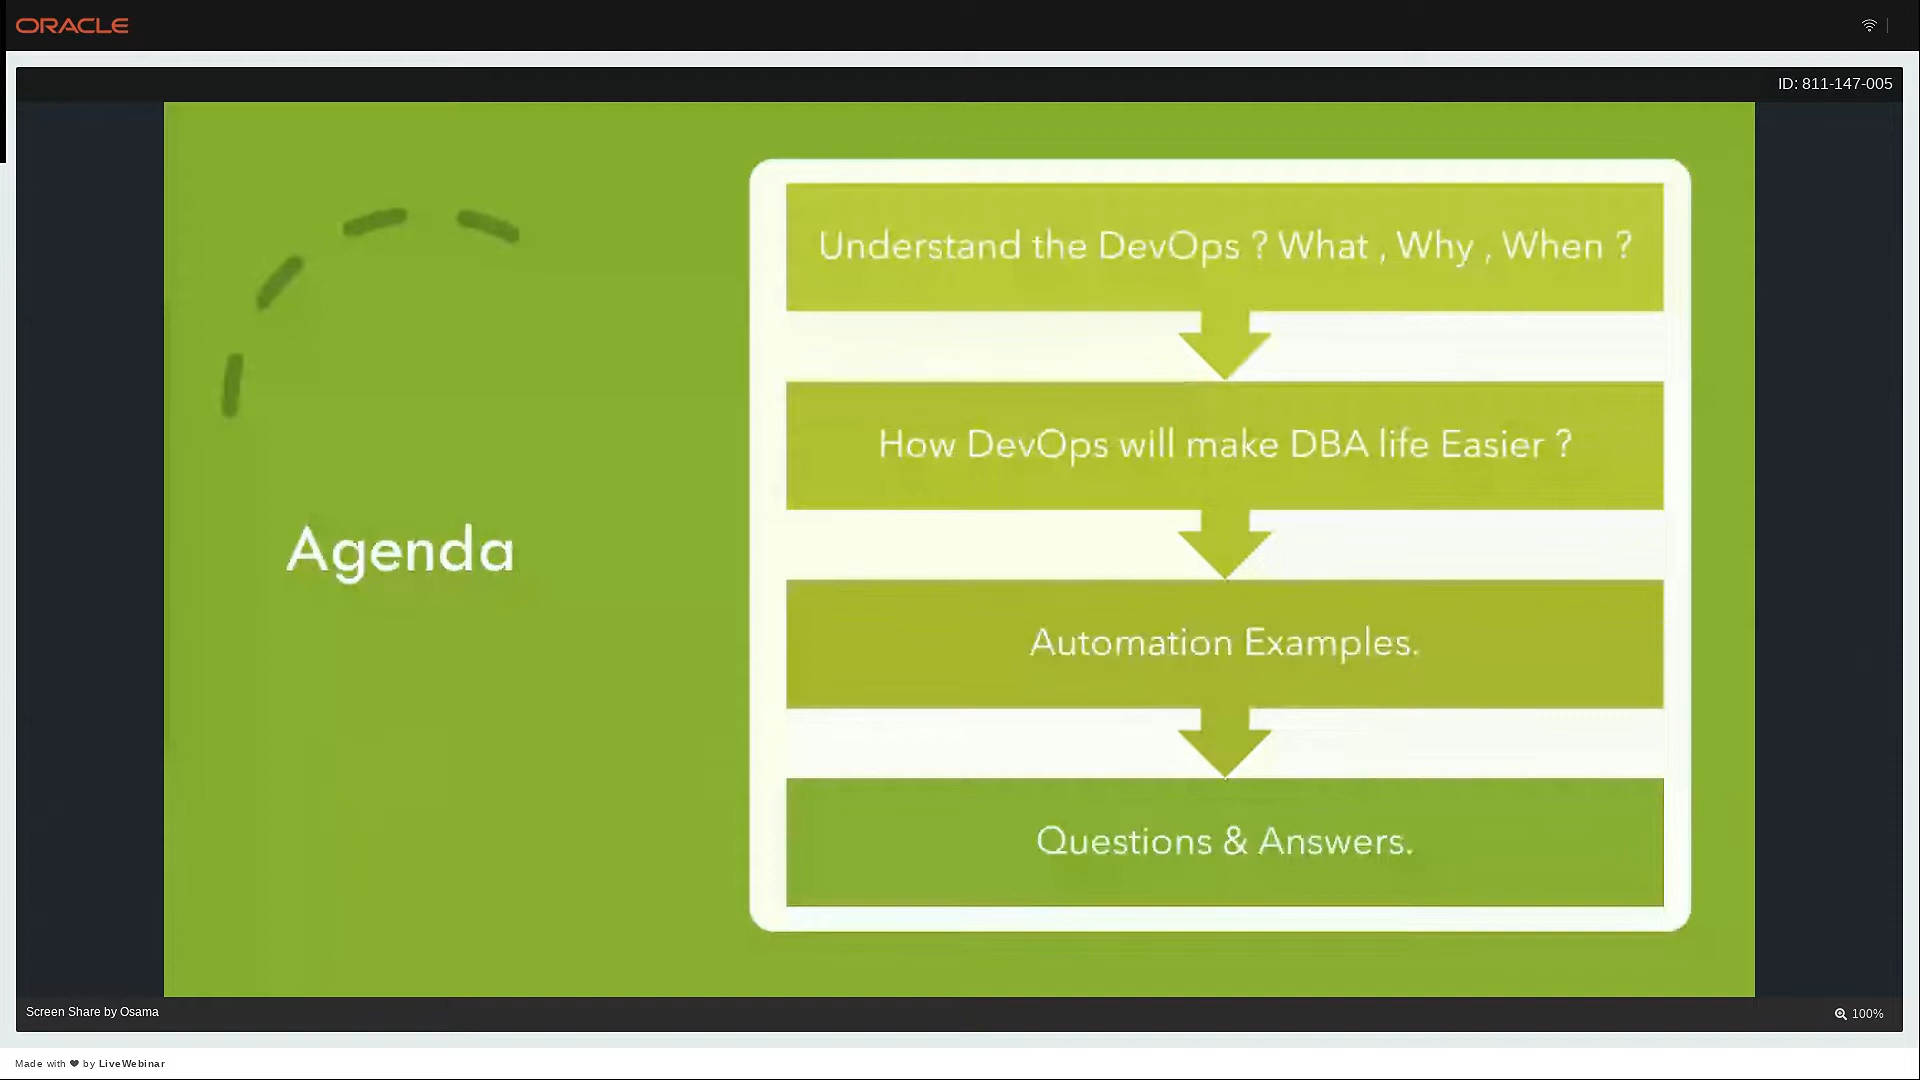 ORACLE
ID: 811-147-005
Agenda
Understand the DevOps ? What , Why , When ?
How DevOps will make DBA life Easier ?
Automation Examples.
Questions & Answers.
Screen Share by Osama
100%
Made with ♥ by LiveWebinar